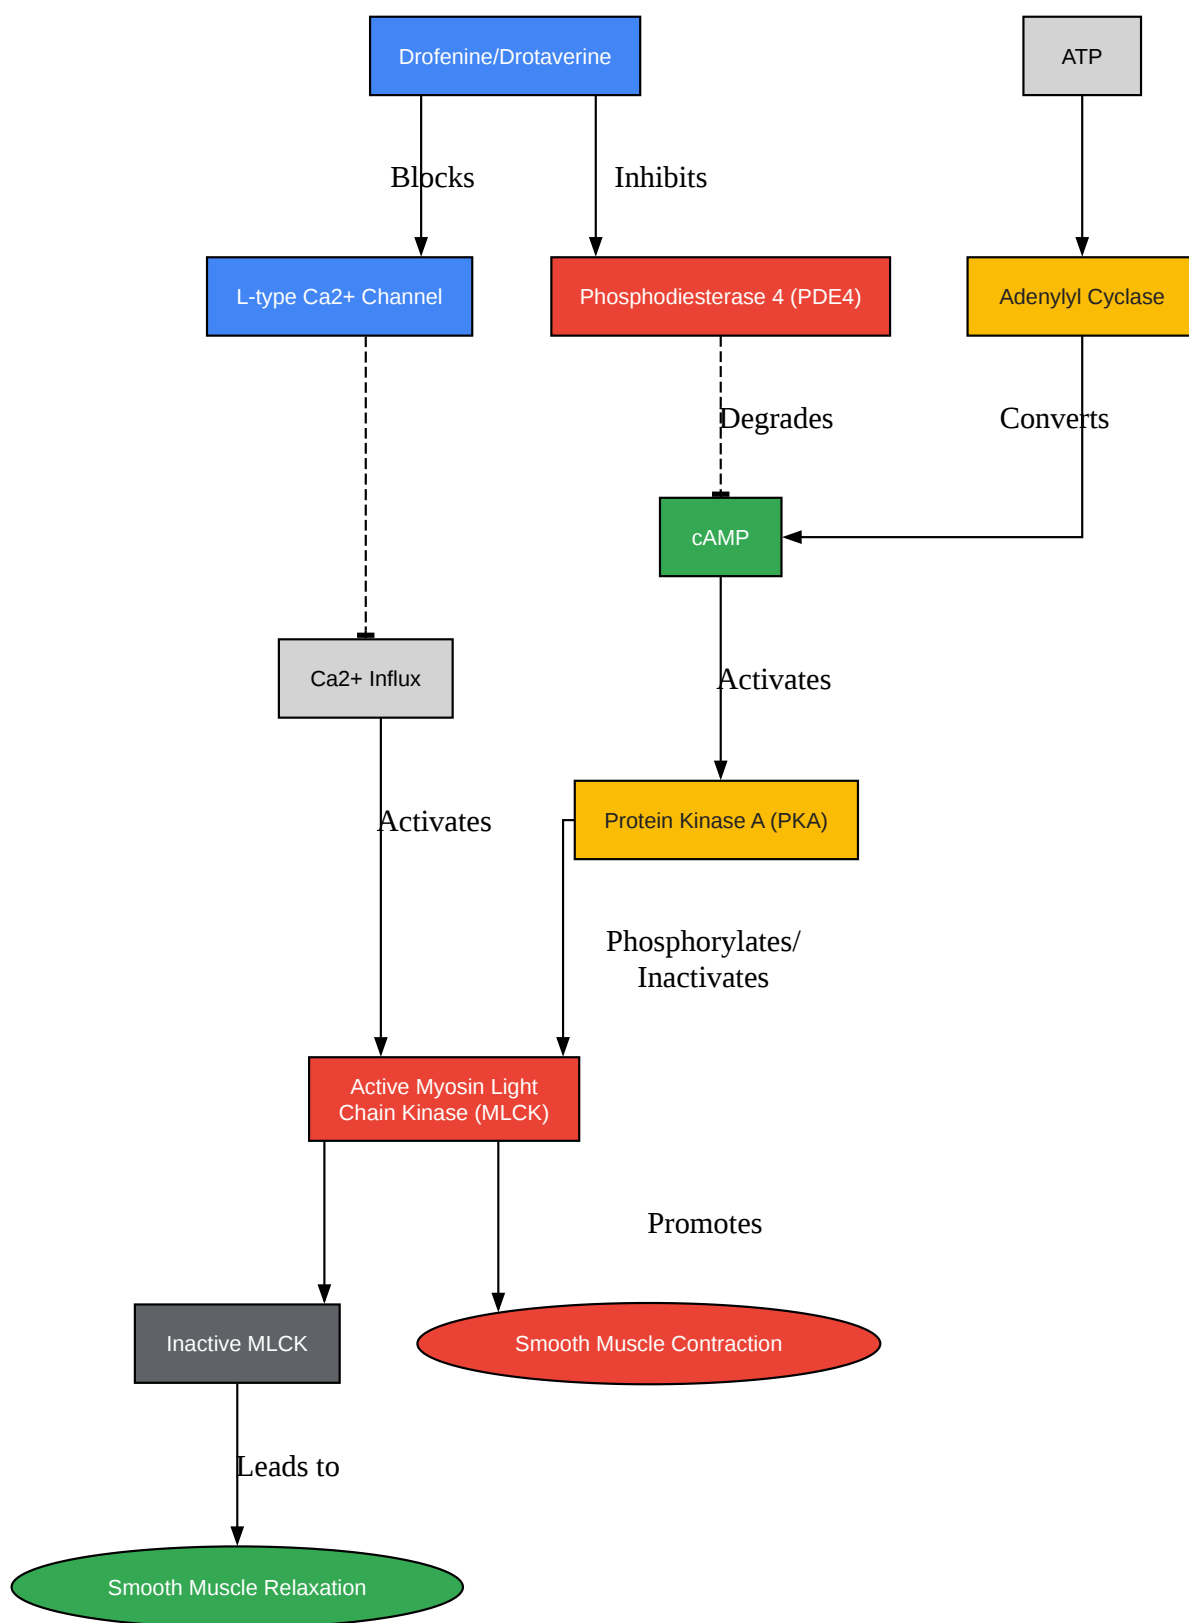 Drofenine/Drotaverine
ATP
Blocks
Inhibits
L-type Ca2+ Channel
Phosphodiesterase 4 (PDE4)
Adenylyl Cyclase
Degrades
Converts
cAMP
Ca2+ Influx
Activates
Activates
Protein Kinase A (PKA)
Phosphorylates/
Inactivates
Active Myosin Light
Chain Kinase (MLCK)
Promotes
Inactive MLCK
Smooth Muscle Contraction
Leads to
Smooth Muscle Relaxation